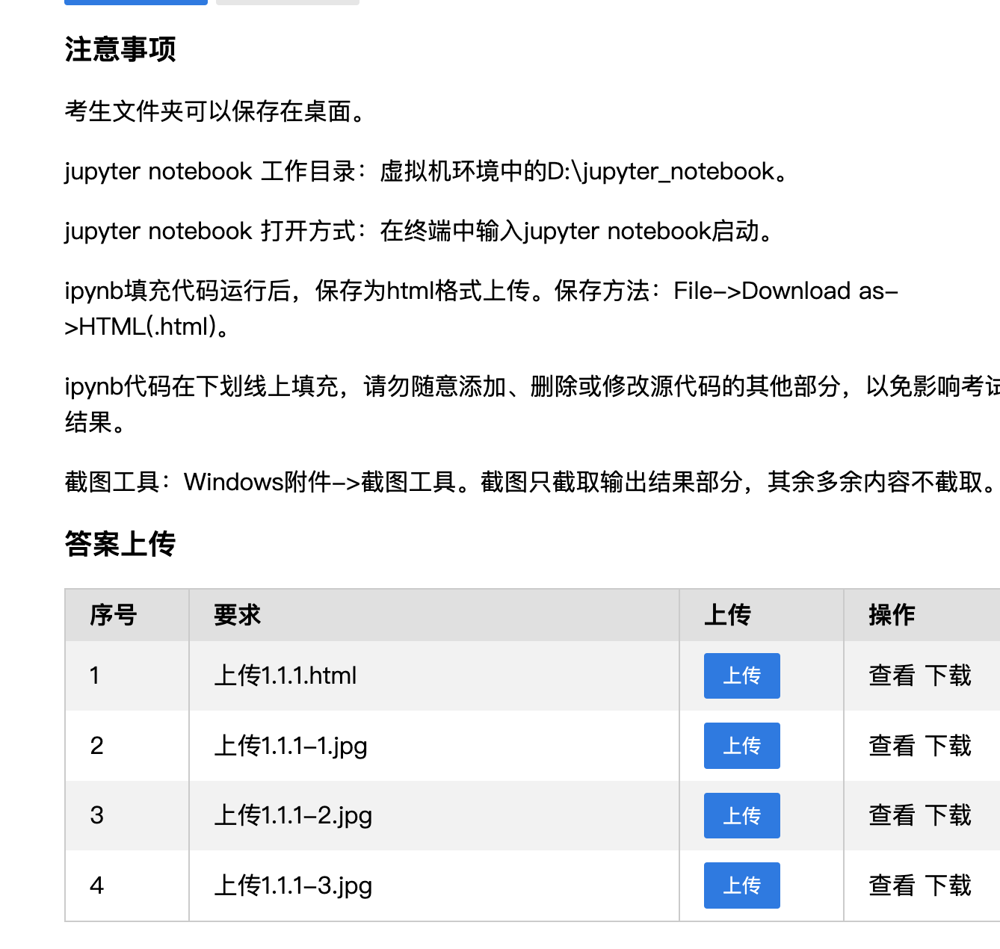 注意事项
考生文件夹可以保存在桌面。
jupyter notebook 工作目录：虚拟机环境中的D:\jupyter_notebook。
jupyter notebook 打开方式：在终端中输入jupyter notebook启动。
ipynb填充代码运行后，保存为html格式上传。保存方法：File->Download as-
>HTML(.html)。
ipynb代码在下划线上填充，请勿随意添加、删除或修改源代码的其他部分，以免影响考试
结果。
截图工具：Windows附件->截图工具。截图只截取输出结果部分，其余多余内容不截取。
答案上传
序号 要求 上传 操作
1 上传1.1.1.html 上传 查看 下载
2 上传1.1.1-1.jpg 上传 查看 下载
3 上传1.1.1-2.jpg 上传 查看 下载
4 上传1.1.1-3.jpg 上传 查看 下载